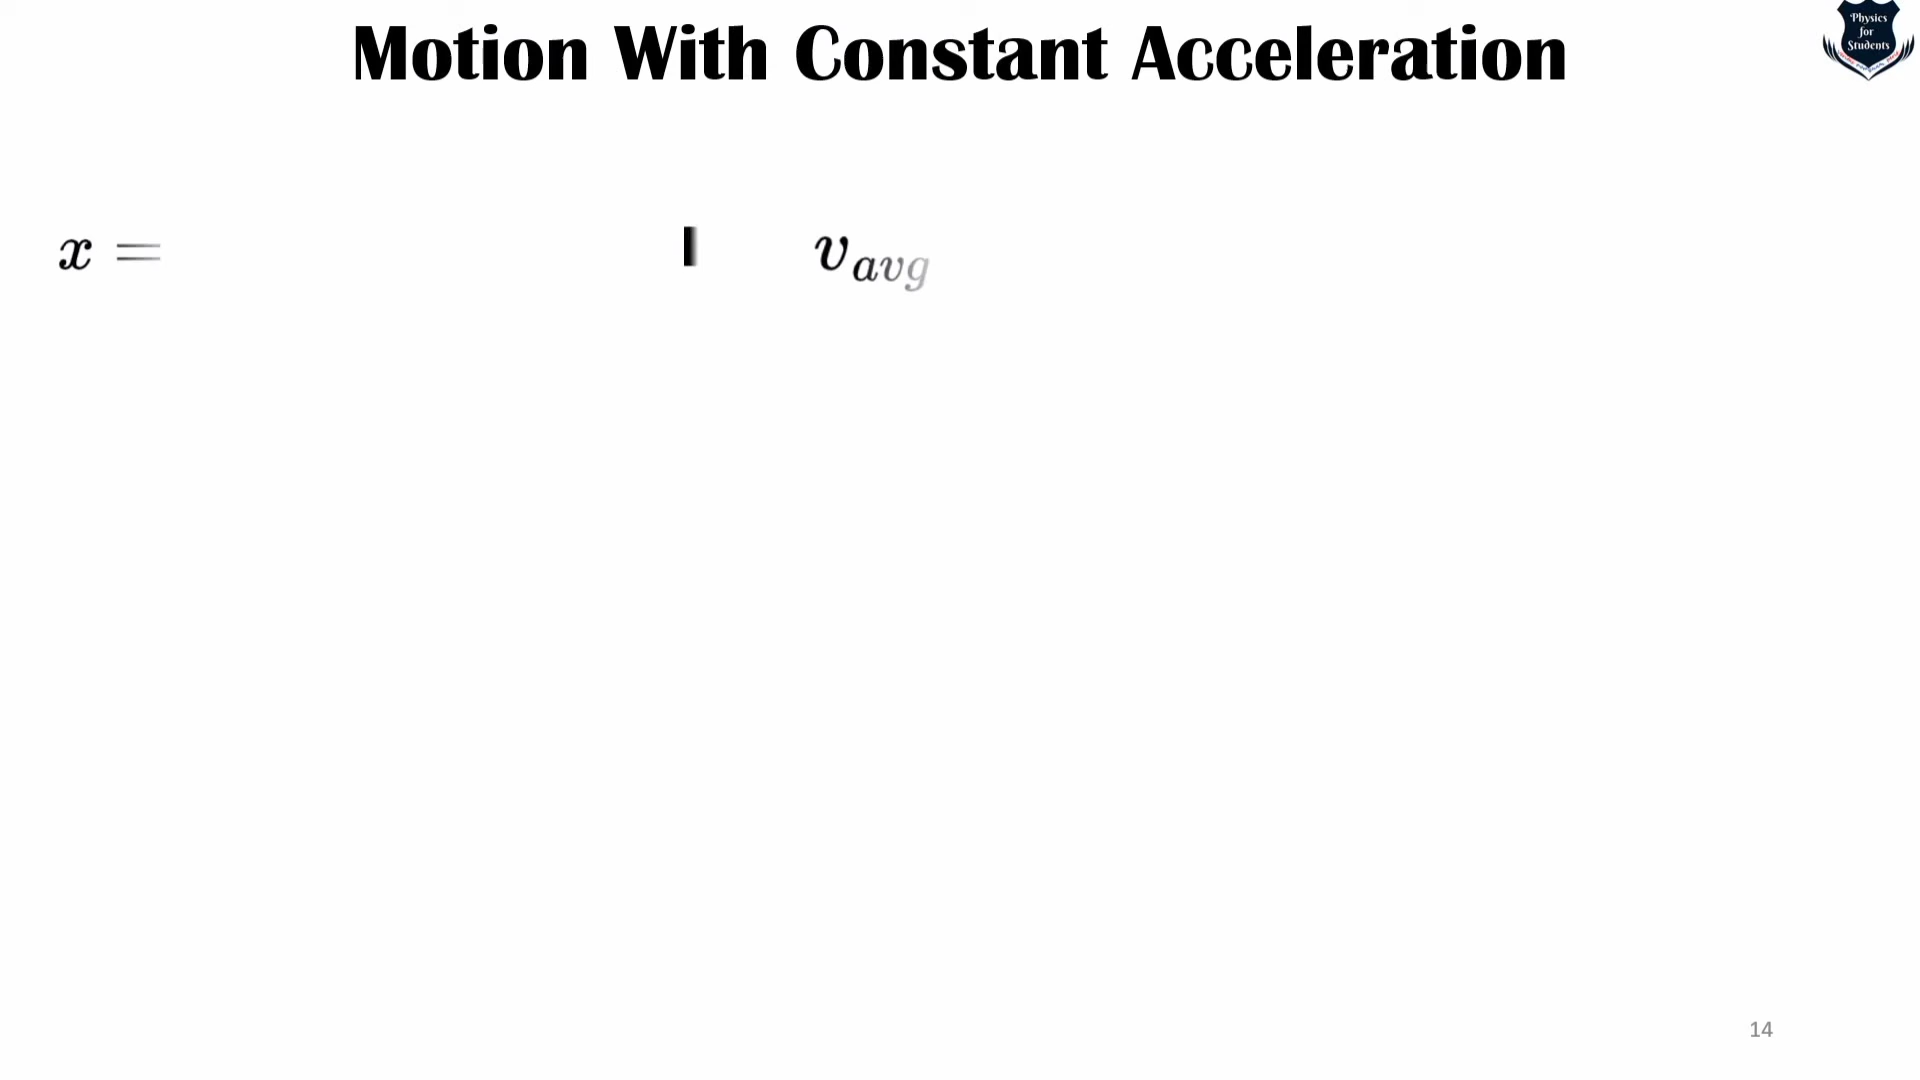 Motion With Constant Acceleration
Physics
for
Students
x =
v_avg
14